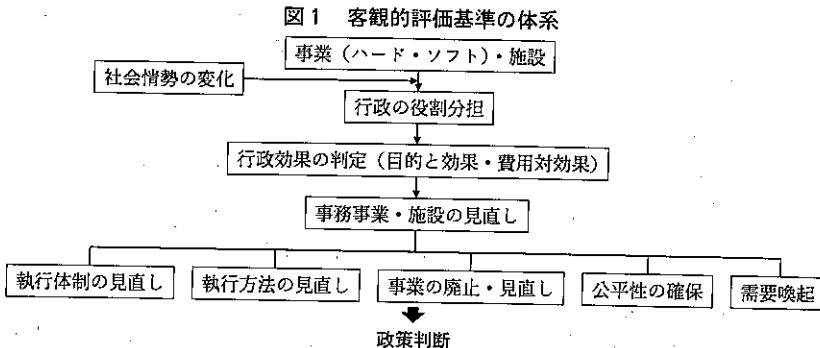 図1 客観的評価基準の体系
事業（ハード・ソフト）・施設
社会情勢の変化
行政の役割分担
行政効果の判定（目的と効果・費用対効果）
事務事業・施設の見直し
執行体制の見直し 執行方法の見直し 事業の廃止・見直し 公平性の確保 需要喚起
政策判断